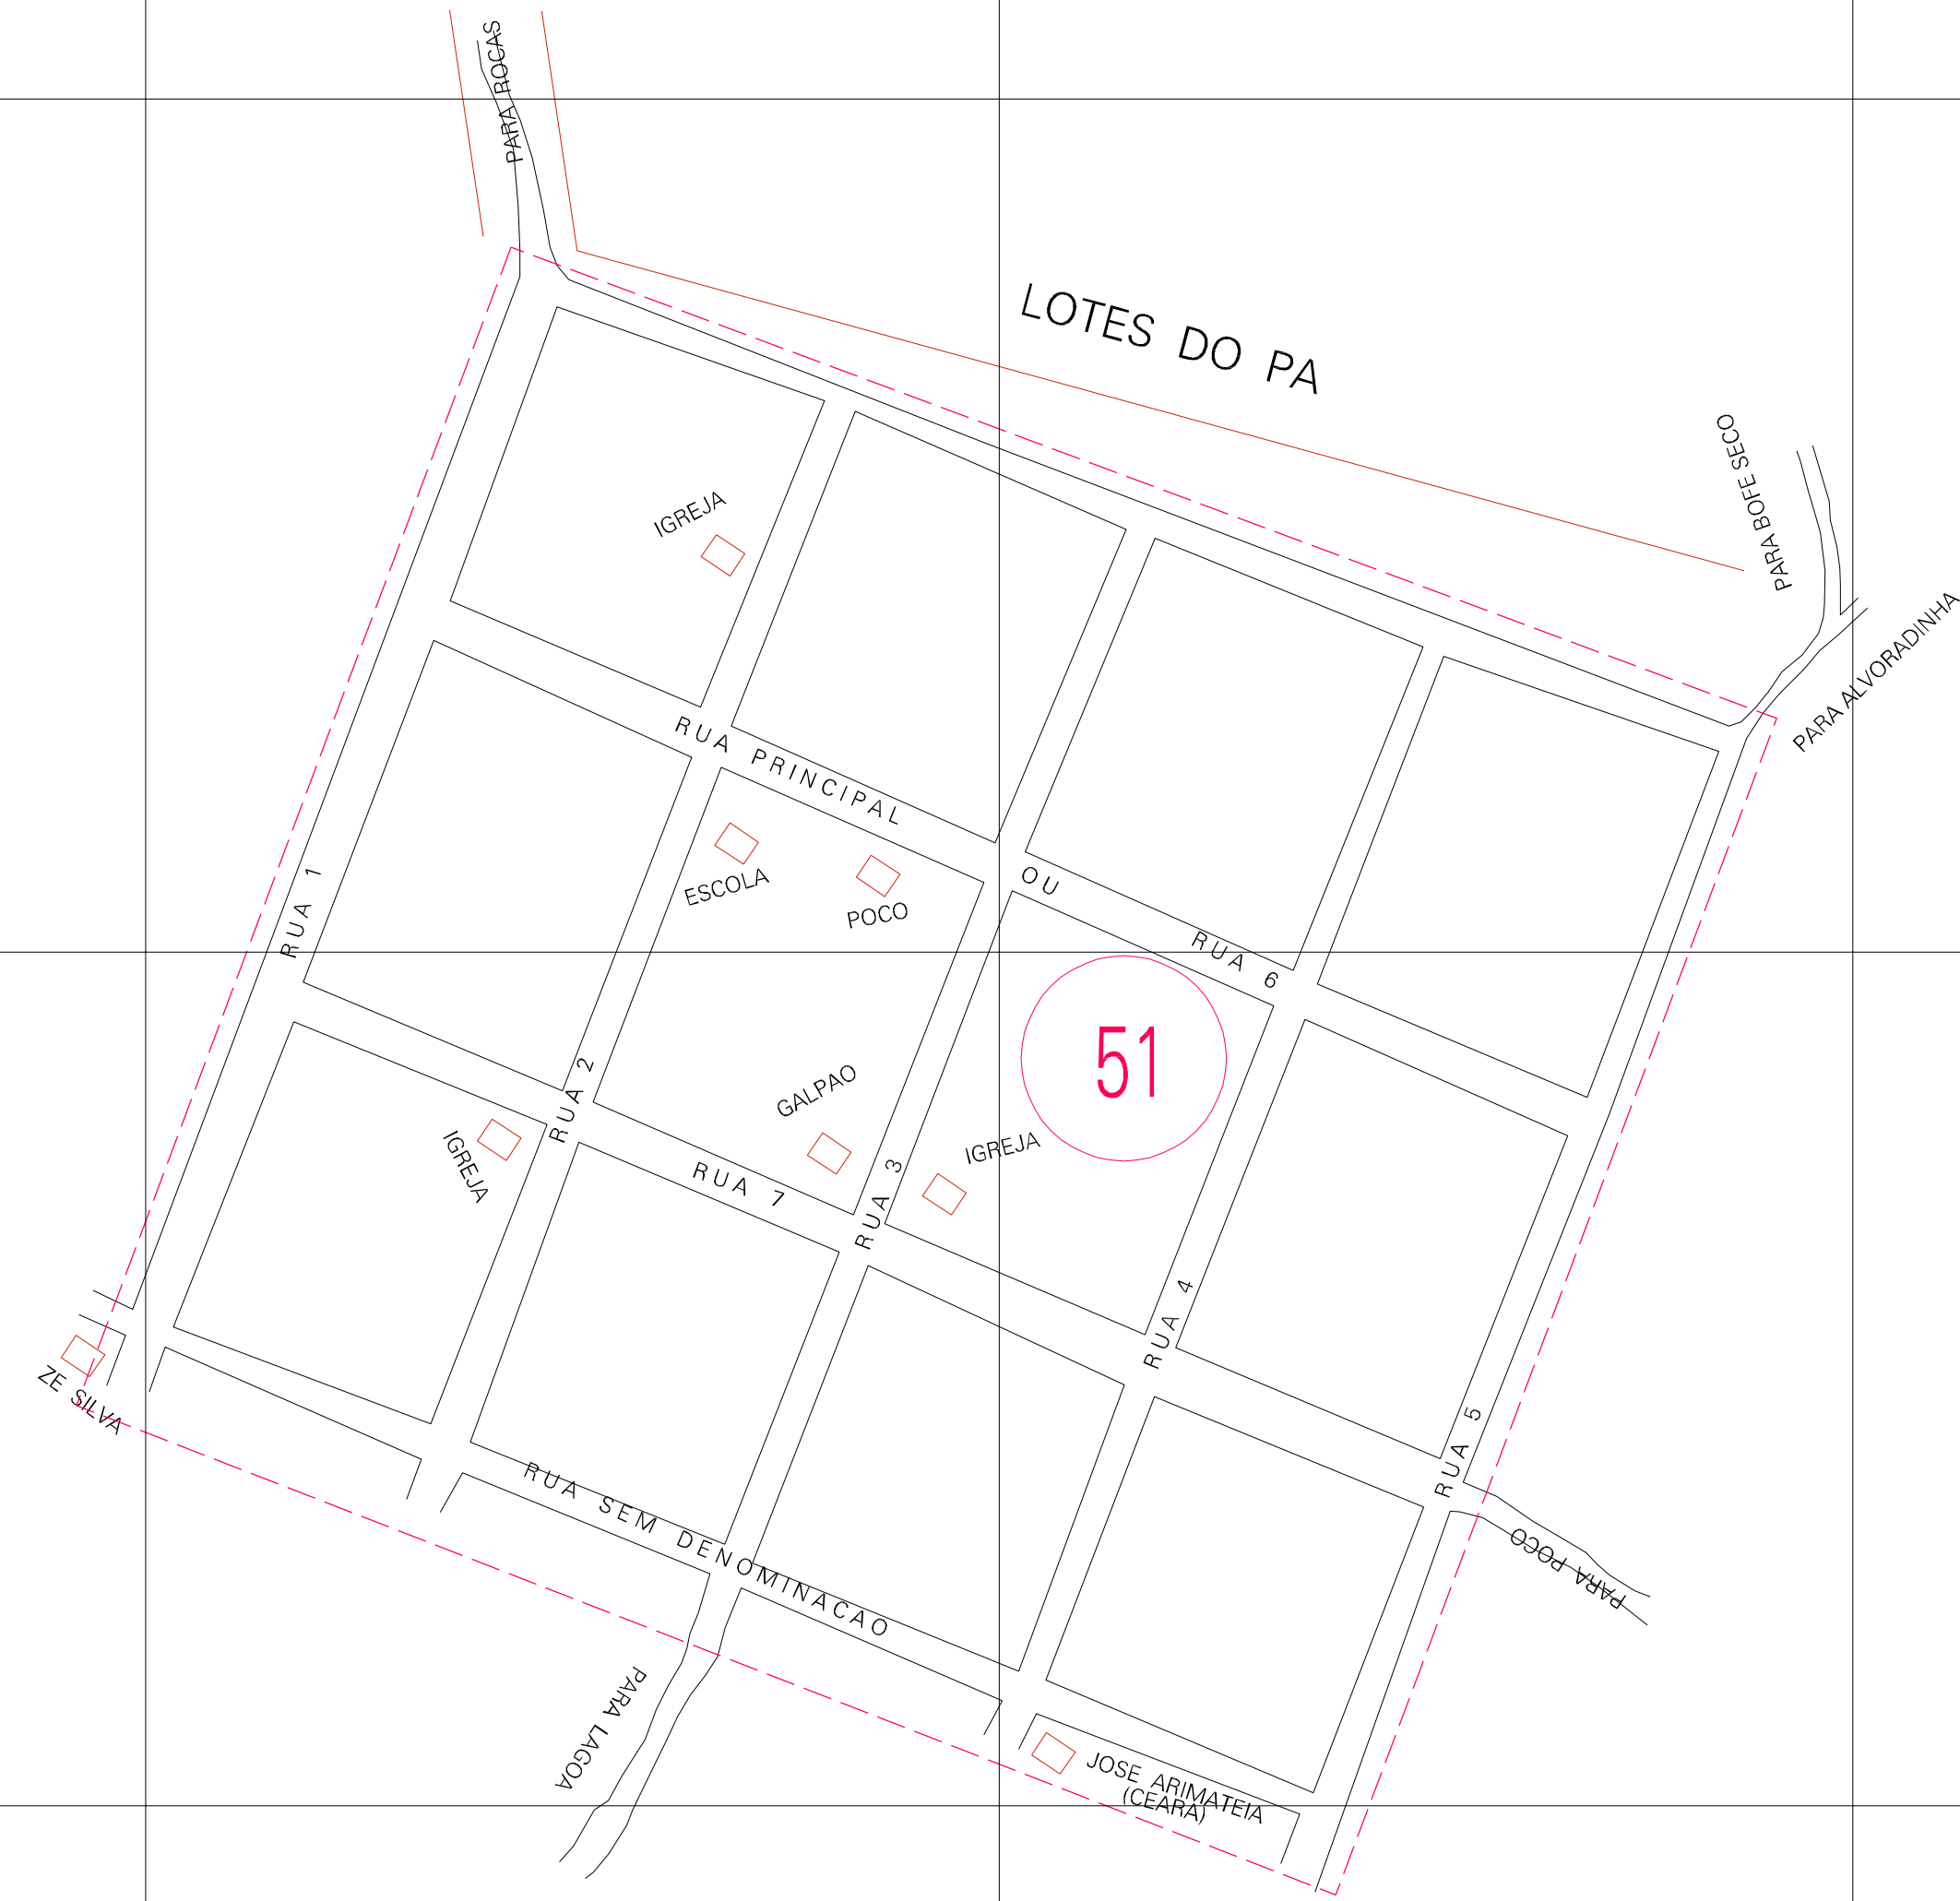 PARA ROCAS
LOTES DO PA
PARA BOFE SECO
PARA ALVORADINHA
IGREJA
RUA PRINCIPAL
OU
RUA 6
ESCOLA
POCO
RUA 1
51
RUA 2
GALPAO
IGREJA
IGREJA
RUA 7
RUA 3
RUA 4
ZE SILVA
RUA 5
RUA SEM DENOMINACAO
PARA POCO
PARA LAGOA
JOSE ARIMATEIA
(CEARA)